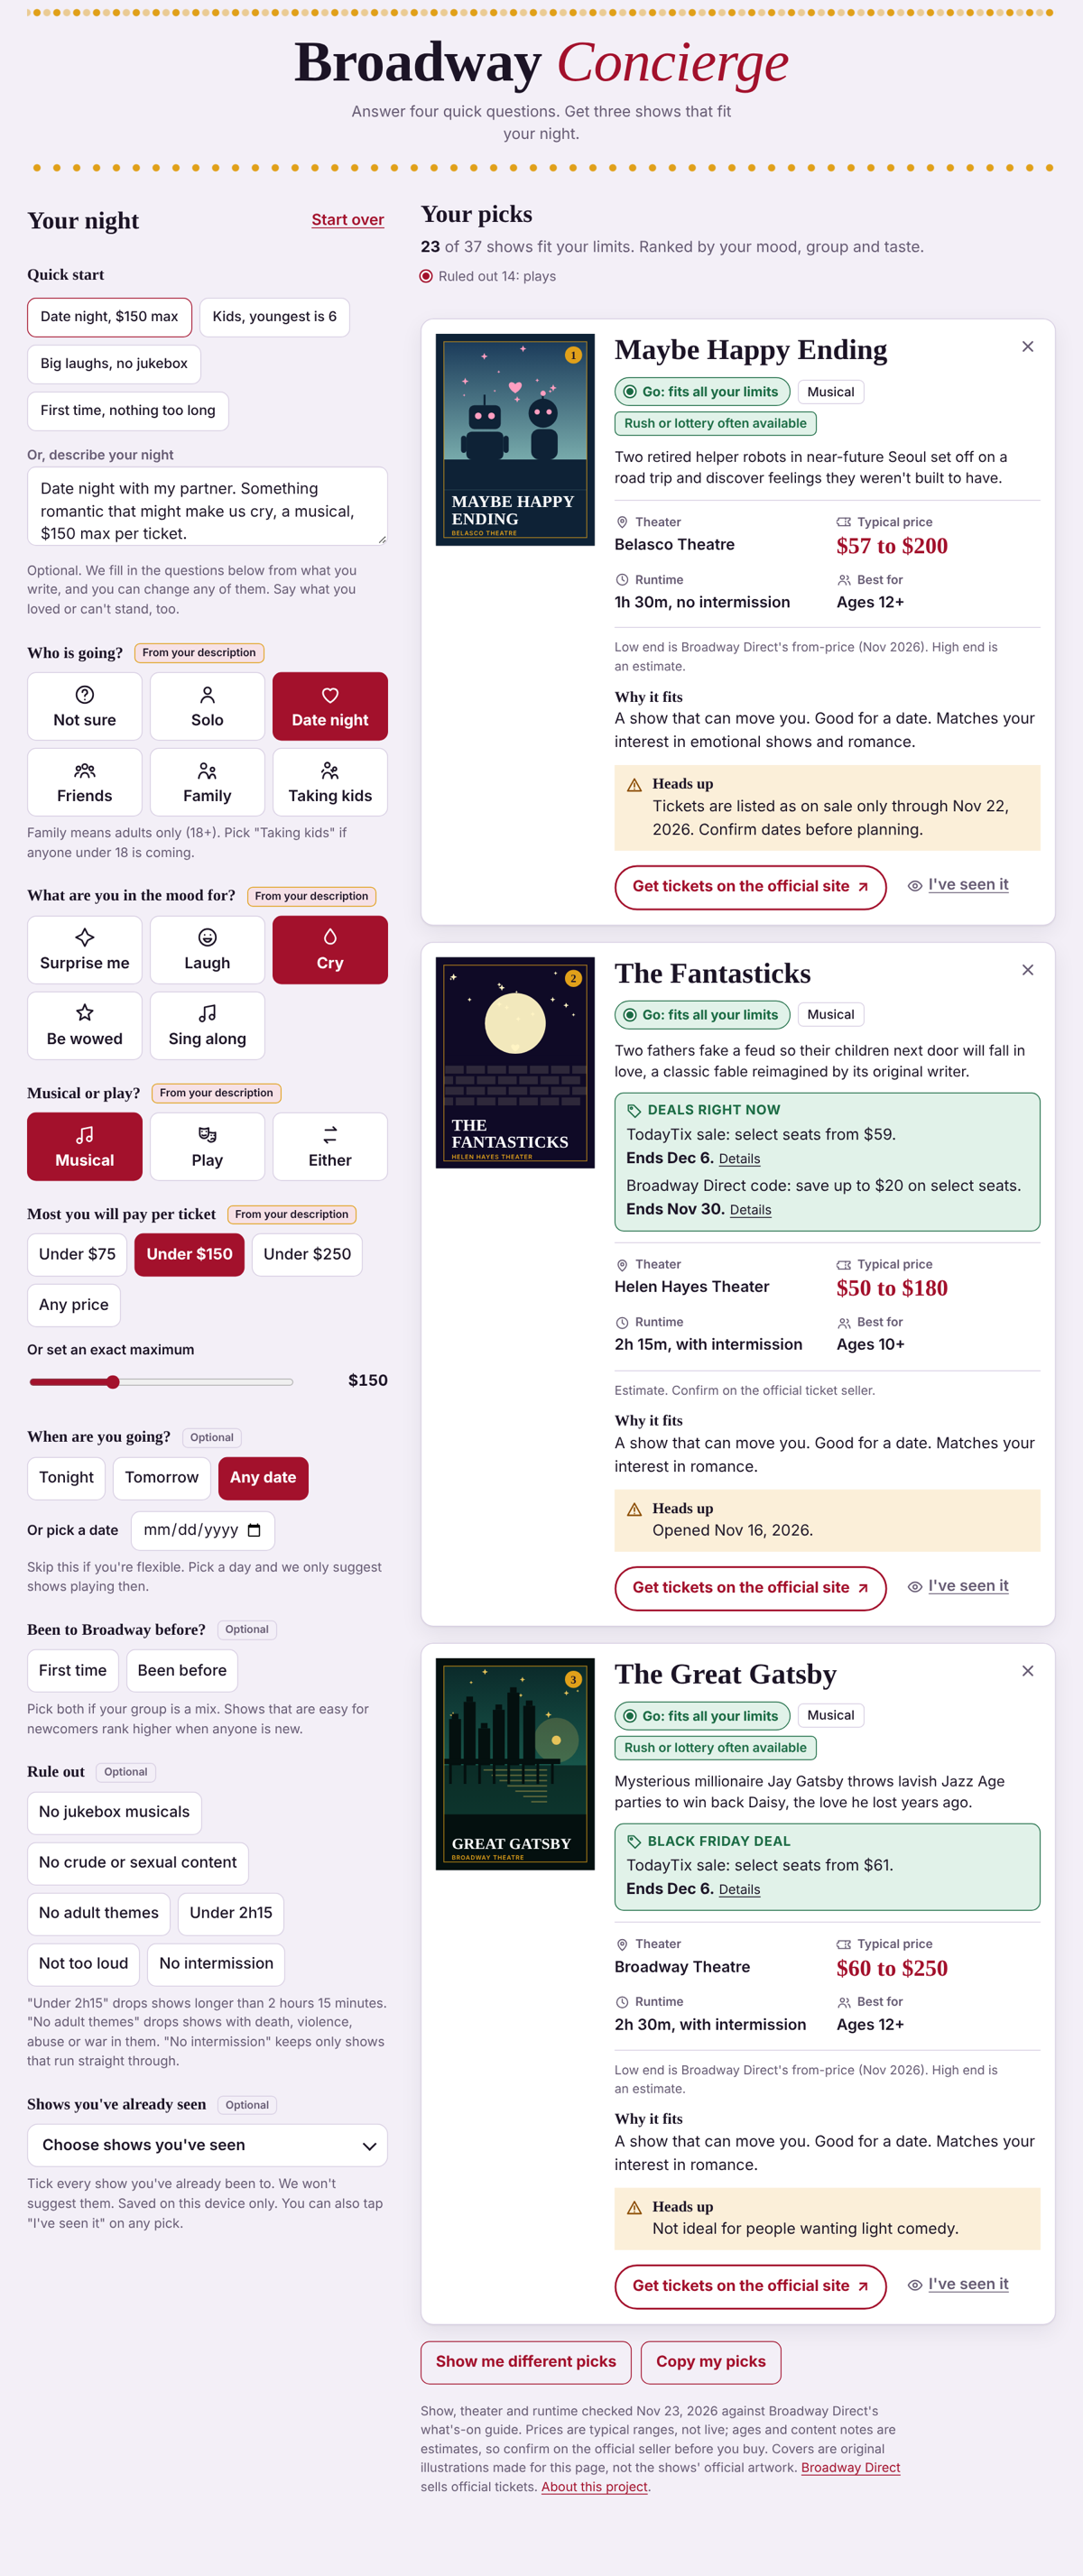 Broadway Concierge
Answer four quick questions. Get three shows that fit
your night.
Your night
Start over
Quick start
Date night, $150 max
Kids, youngest is 6
Big laughs, no jukebox
First time, nothing too long
Or, describe your night
Date night with my partner. Something
romantic that might make us cry, a musical,
$150 max per ticket.
Optional. We fill in the questions below from what you
write, and you can change any of them. Say what you
loved or can't stand, too.
Who is going?
From your description
Not sure
Solo
Date night
Friends
Family
Taking kids
Family means adults only (18+). Pick "Taking kids" if
anyone under 18 is coming.
What are you in the mood for?
From your description
Surprise me
Laugh
Cry
Be wowed
Sing along
Musical or play?
From your description
Musical
Play
Either
Most you will pay per ticket
From your description
Under $75
Under $150
Under $250
Any price
Or set an exact maximum
$150
When are you going?
Optional
Tonight
Tomorrow
Any date
Or pick a date
mm/dd/yyyy
Skip this if you're flexible. Pick a day and we only suggest
shows playing then.
Been to Broadway before?
Optional
First time
Been before
Pick both if your group is a mix. Shows that are easy for
newcomers rank higher when anyone is new.
Rule out
Optional
No jukebox musicals
No crude or sexual content
No adult themes
Under 2h15
Not too loud
No intermission
"Under 2h15" drops shows longer than 2 hours 15 minutes.
"No adult themes" drops shows with death, violence,
abuse or war in them. "No intermission" keeps only shows
that run straight through.
Shows you've already seen
Optional
Choose shows you've seen
Tick every show you've already been to. We won't
suggest them. Saved on this device only. You can also tap
"I've seen it" on any pick.
Your picks
23 of 37 shows fit your limits. Ranked by your mood, group and taste.
Ruled out 14: plays
1
MAYBE HAPPY
ENDING
BELASCO THEATRE
Maybe Happy Ending
Go: fits all your limits
Musical
Rush or lottery often available
Two retired helper robots in near-future Seoul set off on a
road trip and discover feelings they weren't built to have.
Theater
Belasco Theatre
Typical price
$57 to $200
Runtime
1h 30m, no intermission
Best for
Ages 12+
Low end is Broadway Direct's from-price (Nov 2026). High end is
an estimate.
Why it fits
A show that can move you. Good for a date. Matches your
interest in emotional shows and romance.
Heads up
Tickets are listed as on sale only through Nov 22,
2026. Confirm dates before planning.
Get tickets on the official site
I've seen it
2
THE
FANTASTICKS
HELEN HAYES THEATER
The Fantasticks
Go: fits all your limits
Musical
Two fathers fake a feud so their children next door will fall in
love, a classic fable reimagined by its original writer.
DEALS RIGHT NOW
TodayTix sale: select seats from $59.
Ends Dec 6. Details
Broadway Direct code: save up to $20 on select seats.
Ends Nov 30. Details
Theater
Helen Hayes Theater
Typical price
$50 to $180
Runtime
2h 15m, with intermission
Best for
Ages 10+
Estimate. Confirm on the official ticket seller.
Why it fits
A show that can move you. Good for a date. Matches your
interest in romance.
Heads up
Opened Nov 16, 2026.
Get tickets on the official site
I've seen it
3
GREAT GATSBY
BROADWAY THEATRE
The Great Gatsby
Go: fits all your limits
Musical
Rush or lottery often available
Mysterious millionaire Jay Gatsby throws lavish Jazz Age
parties to win back Daisy, the love he lost years ago.
BLACK FRIDAY DEAL
TodayTix sale: select seats from $61.
Ends Dec 6. Details
Theater
Broadway Theatre
Typical price
$60 to $250
Runtime
2h 30m, with intermission
Best for
Ages 12+
Low end is Broadway Direct's from-price (Nov 2026). High end is
an estimate.
Why it fits
A show that can move you. Good for a date. Matches your
interest in romance.
Heads up
Not ideal for people wanting light comedy.
Get tickets on the official site
I've seen it
Show me different picks
Copy my picks
Show, theater and runtime checked Nov 23, 2026 against Broadway Direct's
what's-on guide. Prices are typical ranges, not live; ages and content notes are
estimates, so confirm on the official seller before you buy. Covers are original
illustrations made for this page, not the shows' official artwork. Broadway Direct
sells official tickets. About this project.